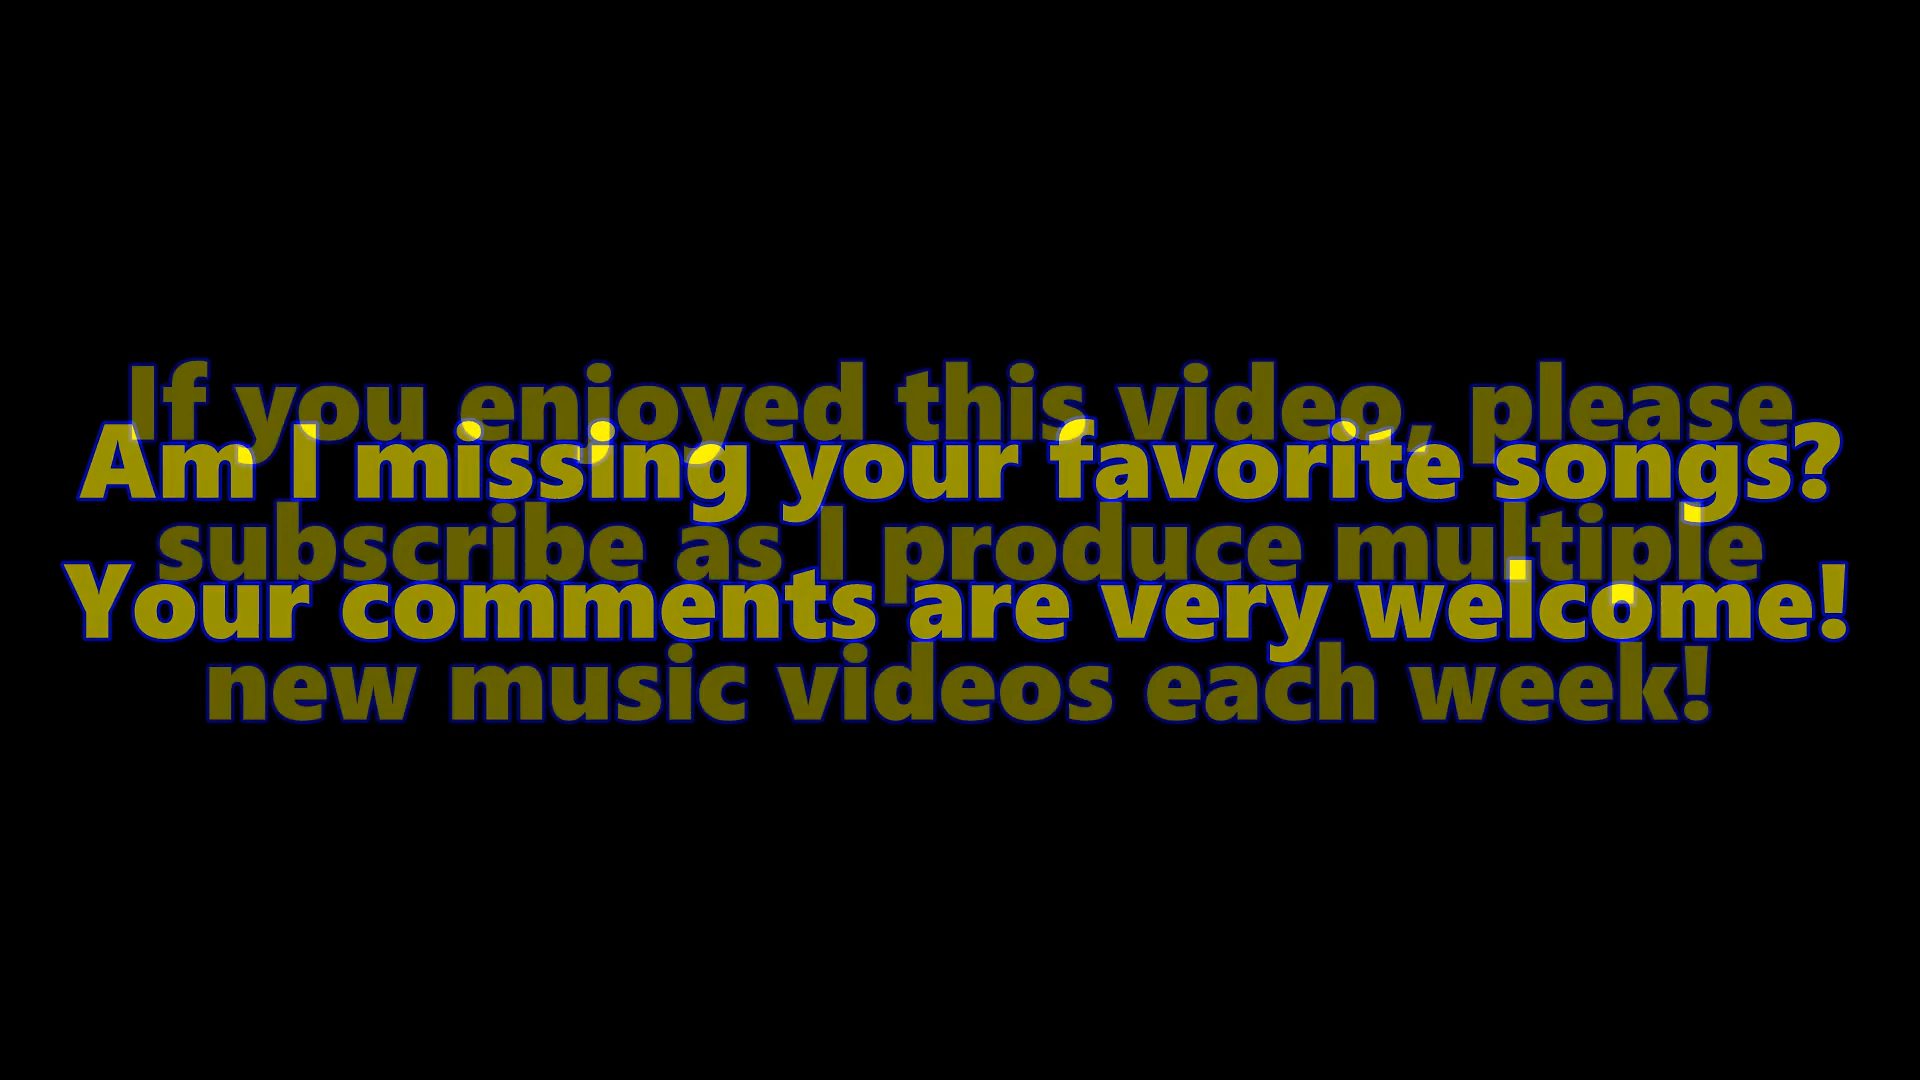 If you enjoyed this video, please
Am I missing your favorite songs?
subscribe as I produce multiple
Your comments are very welcome!
new music videos each week!